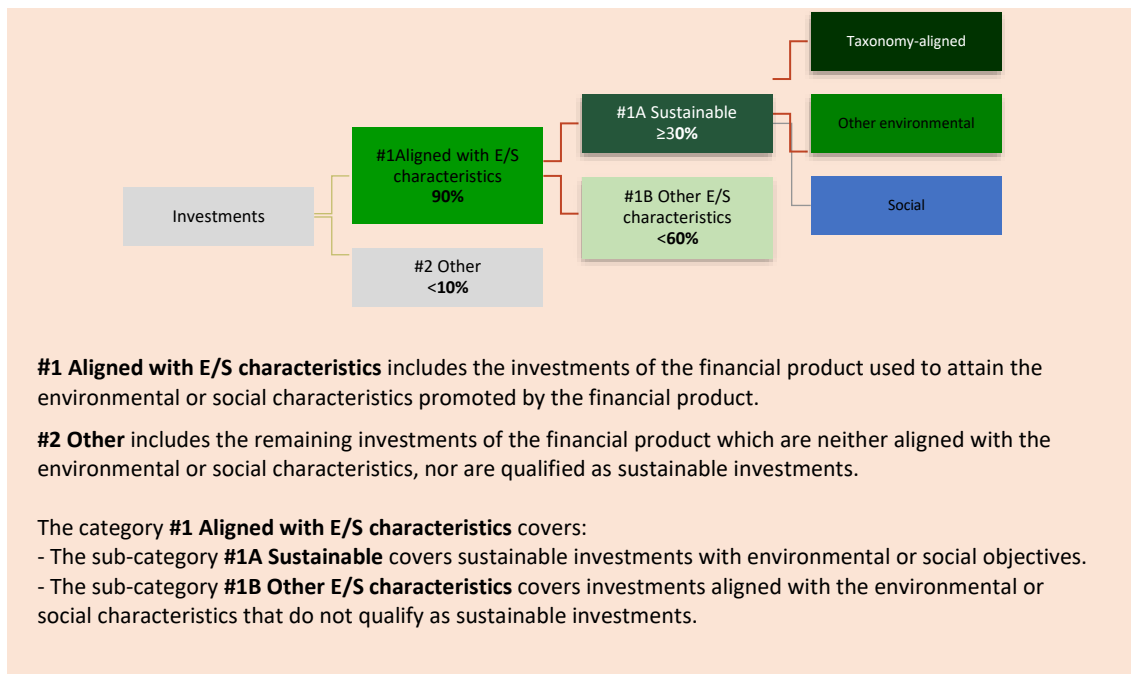 Taxonomy-aligned
#1A Sustainable
≥30%
Other environmental
#1Aligned with E/S
characteristics
90%
#1B Other E/S
characteristics
<60%
Social
Investments
#2 Other
<10%
#1 Aligned with E/S characteristics includes the investments of the financial product used to attain the
environmental or social characteristics promoted by the financial product.
#2 Other includes the remaining investments of the financial product which are neither aligned with the
environmental or social characteristics, nor are qualified as sustainable investments.
The category #1 Aligned with E/S characteristics covers:
- The sub-category #1A Sustainable covers sustainable investments with environmental or social objectives.
- The sub-category #1B Other E/S characteristics covers investments aligned with the environmental or
social characteristics that do not qualify as sustainable investments.